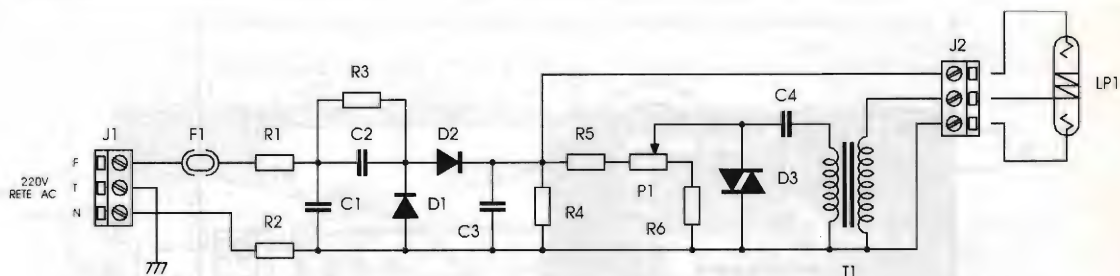 J2
LP1
R3
C4
J1
F1
R1
C2
D2
R5
F
220V
RETE AC
T
N
P1
D3
C1
D1
C3
R4
R6
R2
T1